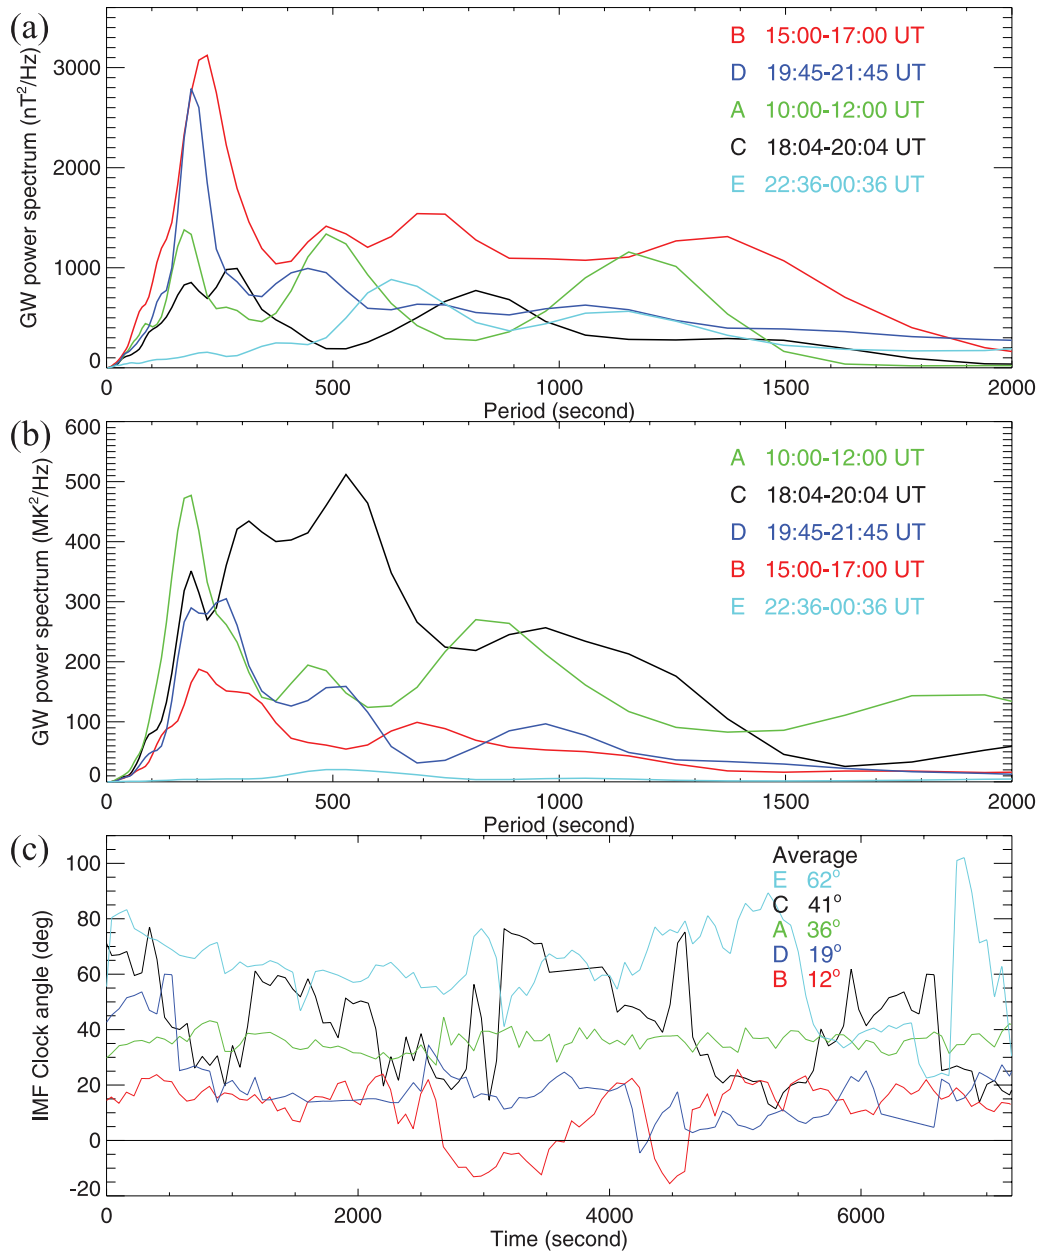 (a)
GW power spectrum (nT²/Hz)
3000
2000
1000
0
B 15:00-17:00 UT
D 19:45-21:45 UT
A 10:00-12:00 UT
C 18:04-20:04 UT
E 22:36-00:36 UT
0 500 1000 1500 2000
Period (second)
(b)
GW power spectrum (MK²/Hz)
600
500
400
300
200
100
0
A 10:00-12:00 UT
C 18:04-20:04 UT
D 19:45-21:45 UT
B 15:00-17:00 UT
E 22:36-00:36 UT
0 500 1000 1500 2000
Period (second)
(c)
IMF Clock angle (deg)
100
80
60
40
20
0
-20
Average
E 62°
C 41°
A 36°
D 19°
B 12°
0 2000 4000 6000
Time (second)